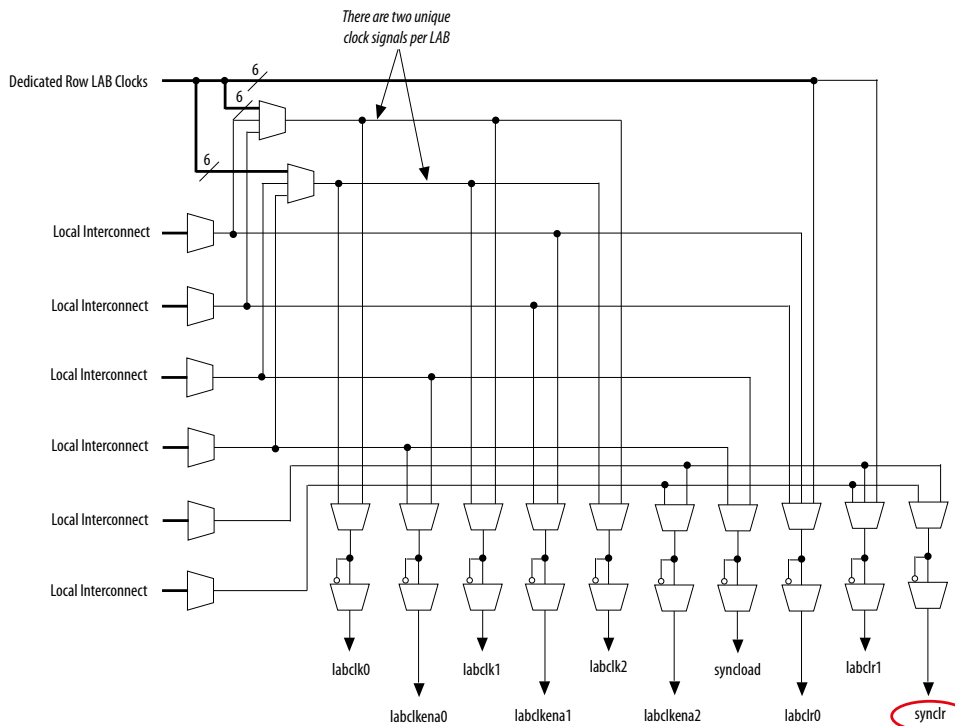 There are two unique
clock signals per LAB
Dedicated Row LAB Clocks
6
6
6
Local Interconnect
Local Interconnect
Local Interconnect
Local Interconnect
Local Interconnect
Local Interconnect
labclk0
labclk1
labclk2
syncload
labclr1
labclkena0
labclkena1
labclkena2
labclr0
synclr